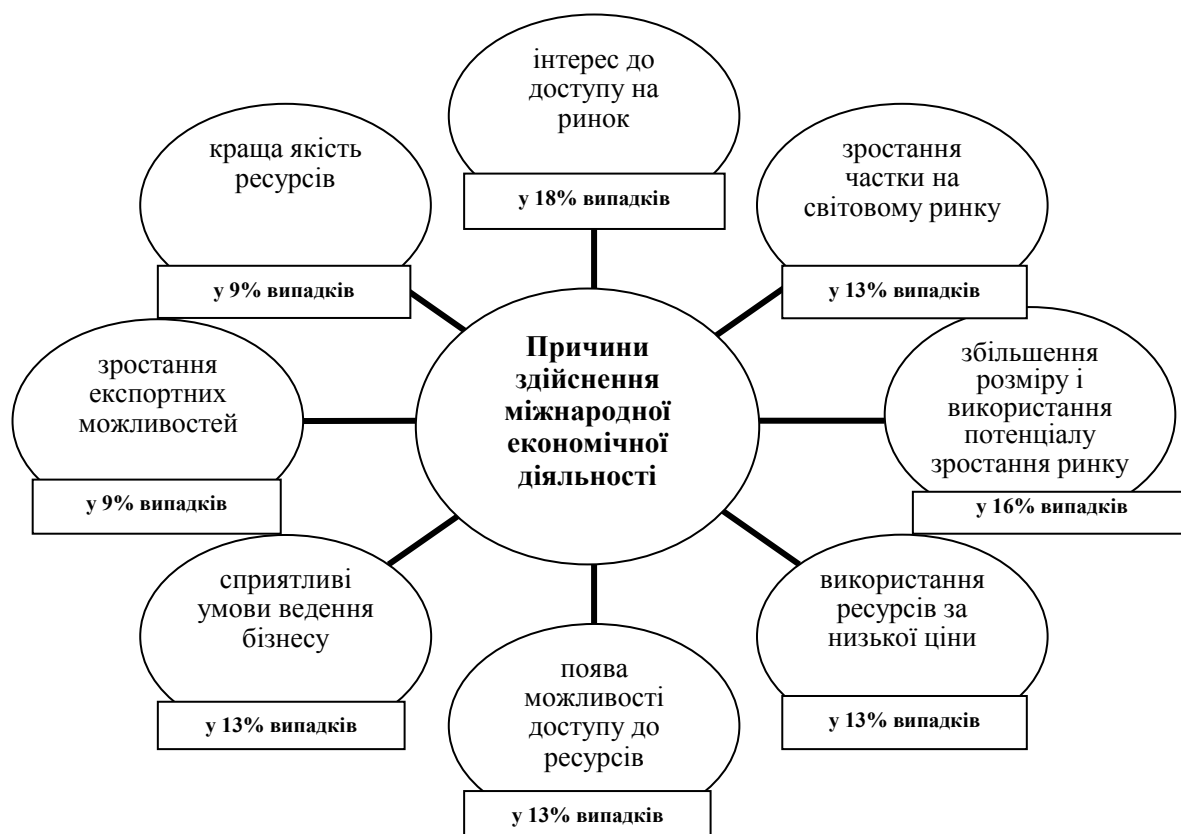 інтерес до
доступу на
ринок
у 18% випадків
краща якість
ресурсів
у 9% випадків
зростання
частки на
світовому ринку
у 13% випадків
Причини
здійснення
міжнародної
економічної
діяльності
зростання
експортних
можливостей
у 9% випадків
збільшення
розміру і
використання
потенціалу
зростання ринку
у 16% випадків
сприятливі
умови ведення
бізнесу
у 13% випадків
використання
ресурсів за
низької ціни
у 13% випадків
поява
можливості
доступу до
ресурсів
у 13% випадків